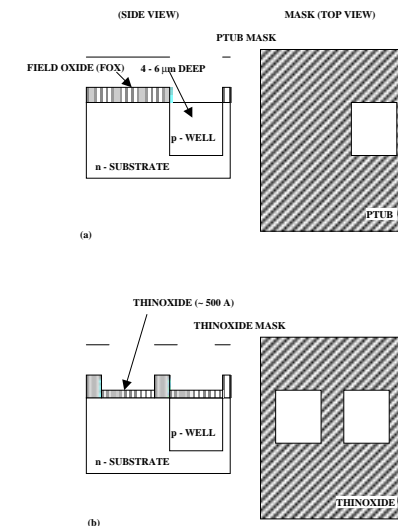 (SIDE VIEW)
MASK (TOP VIEW)
PTUB MASK
FIELD OXIDE (FOX)
4 - 6 μm DEEP
p - WELL
n - SUBSTRATE
PTUB
(a)
THINOXIDE (~ 500 A)
THINOXIDE MASK
p - WELL
n - SUBSTRATE
THINOXIDE
(b)